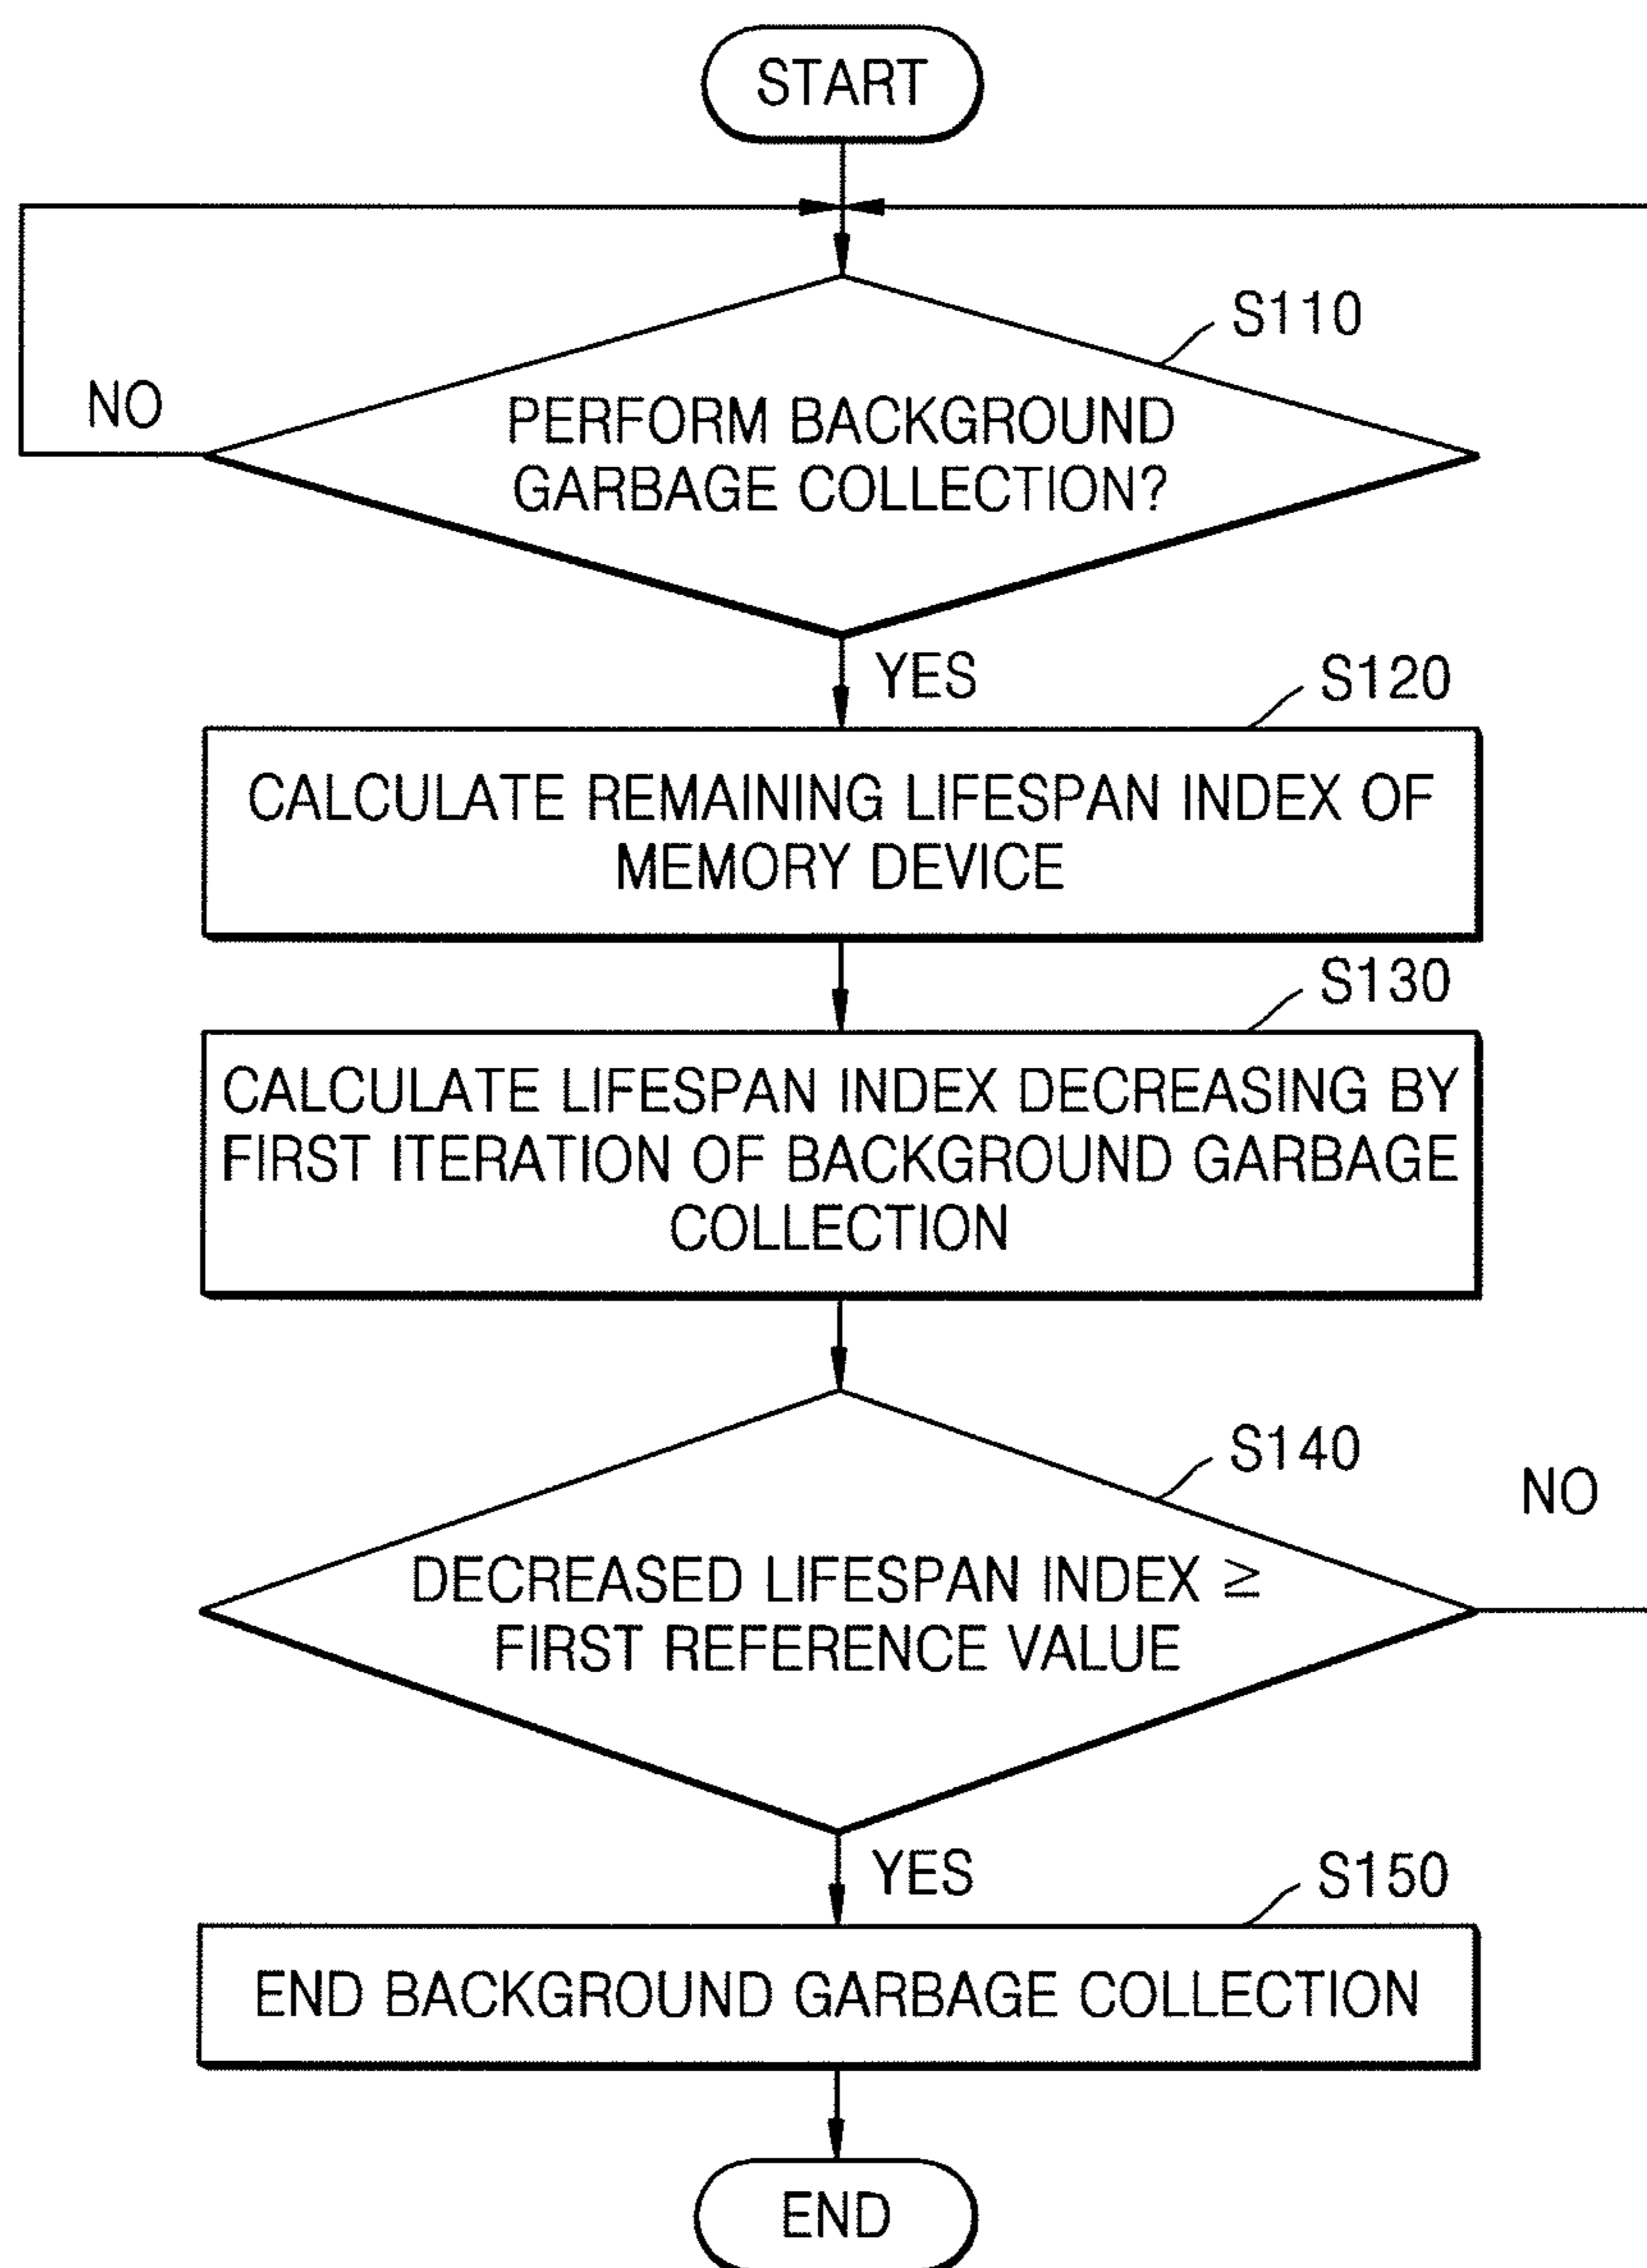 START
S110
NO
PERFORM BACKGROUND
GARBAGE COLLECTION?
YES
S120
CALCULATE REMAINING LIFESPAN INDEX OF
MEMORY DEVICE
S130
CALCULATE LIFESPAN INDEX DECREASING BY
FIRST ITERATION OF BACKGROUND GARBAGE
COLLECTION
S140
NO
DECREASED LIFESPAN INDEX ≥
FIRST REFERENCE VALUE
YES
S150
END BACKGROUND GARBAGE COLLECTION
END